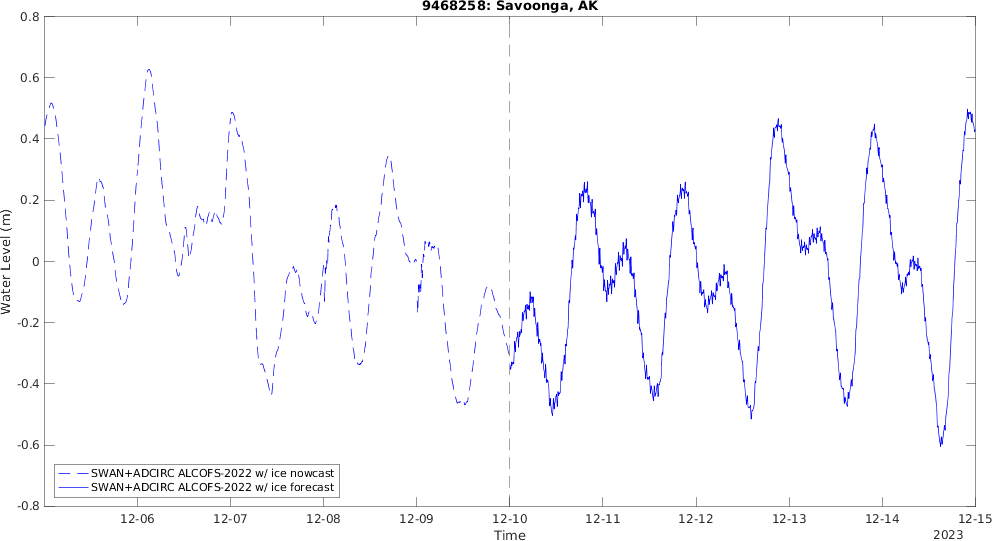 9468258: Savoonga, AK
0.8
0.6
0.4
0.2
0
-0.2
-0.4
-0.6
-0.8
Water Level (m)
SWAN+ADCIRC ALCOFS-2022 w/ ice nowcast
SWAN+ADCIRC ALCOFS-2022 w/ ice forecast
12-06 12-07 12-08 12-09 12-10 12-11 12-12 12-13 12-14 12-15
Time
2023